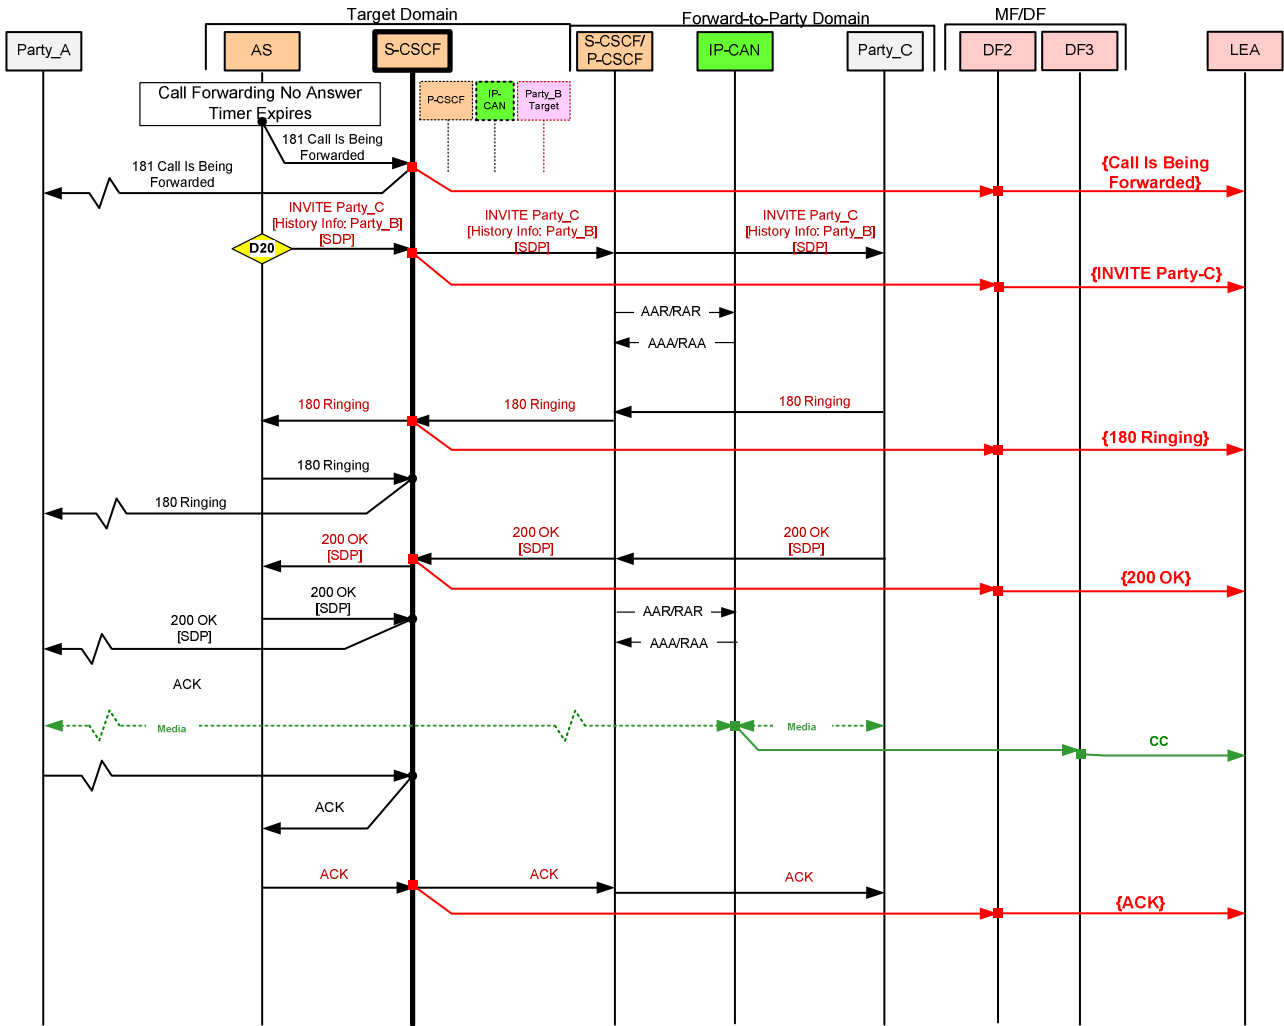 Target Domain
Forward-to-Party Domain
MF/DF
Party_A
AS
S-CSCF
S-CSCF/
P-CSCF
IP-CAN
Party_C
DF2
DF3
LEA
Call Forwarding No Answer
Timer Expires
P-CSCF
IP-
CAN
Party_B
Target
181 Call Is Being
Forwarded
181 Call Is Being
Forwarded
{Call Is Being
Forwarded}
INVITE Party_C
[History Info: Party_B]
[SDP]
INVITE Party_C
[History Info: Party_B]
[SDP]
INVITE Party_C
[History Info: Party_B]
[SDP]
D20
{INVITE Party-C}
AAR/RAR
AAA/RAA
180 Ringing
180 Ringing
180 Ringing
{180 Ringing}
180 Ringing
180 Ringing
200 OK
[SDP]
200 OK
[SDP]
200 OK
[SDP]
{200 OK}
200 OK
[SDP]
AAR/RAR
200 OK
[SDP]
AAA/RAA
ACK
Media
Media
CC
ACK
ACK
ACK
ACK
{ACK}